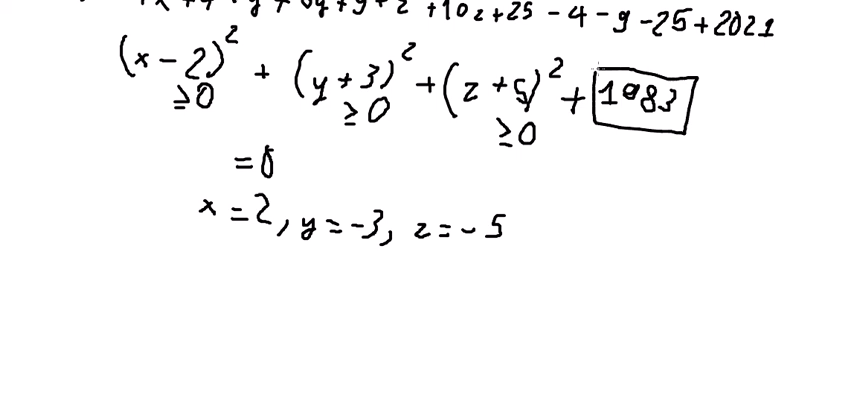 +10z+25-4-9-25+2021
(x-2)² + (y+3)² + (z+5)² + 1983
≥0 ≥0 ≥0
=0
x=2, y=-3, z=-5